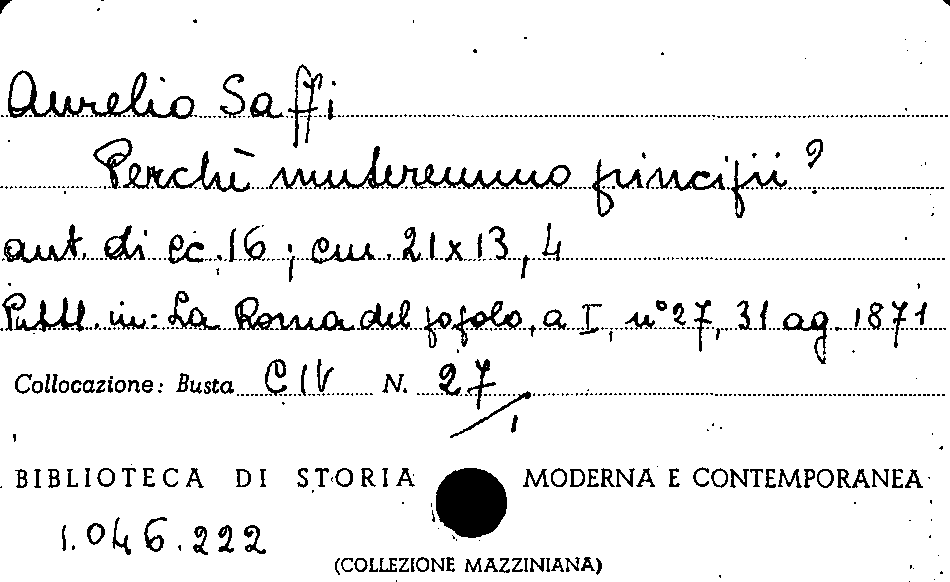 Aurelio Saffi
Perchè muteremmo principii?
aut. di cc. 16; cm. 21x13,4
Pubbl. in: La Roma del popolo, a I, n° 27, 31 ag. 1871
Collocazione: Busta CIV N. 27/1
BIBLIOTECA DI STORIA MODERNA E CONTEMPORANEA
1.046.222
(COLLEZIONE MAZZINIANA)